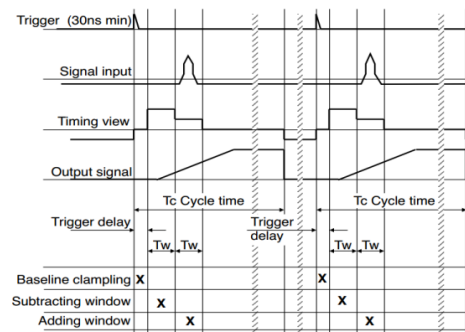 Trigger (30ns min)
Signal input
Timing view
Output signal
Tc Cycle time
Tc Cycle time
Trigger delay
Trigger
delay
Tw
Tw
Tw
Tw
Baseline clamping
X
X
Subtracting window
X
X
Adding window
X
X